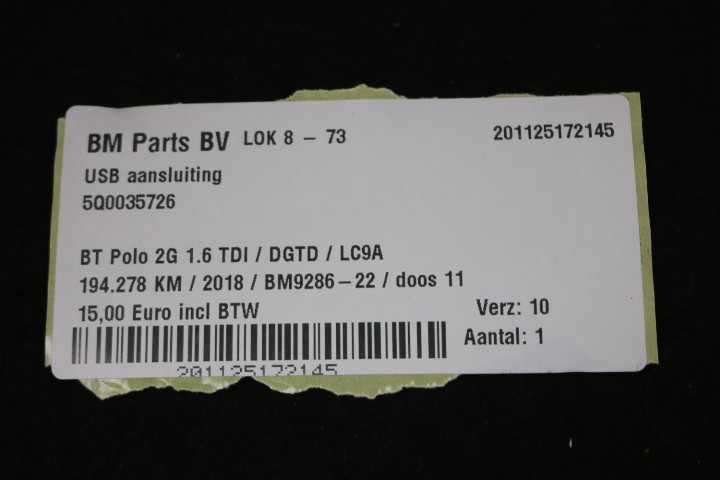 BM Parts BV LOK 8 – 73 201125172145
USB aansluiting
5Q0035726
BT Polo 2G 1.6 TDI / DGTD / LC9A
194.278 KM / 2018 / BM9286–22 / doos 11
15,00 Euro incl BTW Verz: 10
Aantal: 1
201125172145